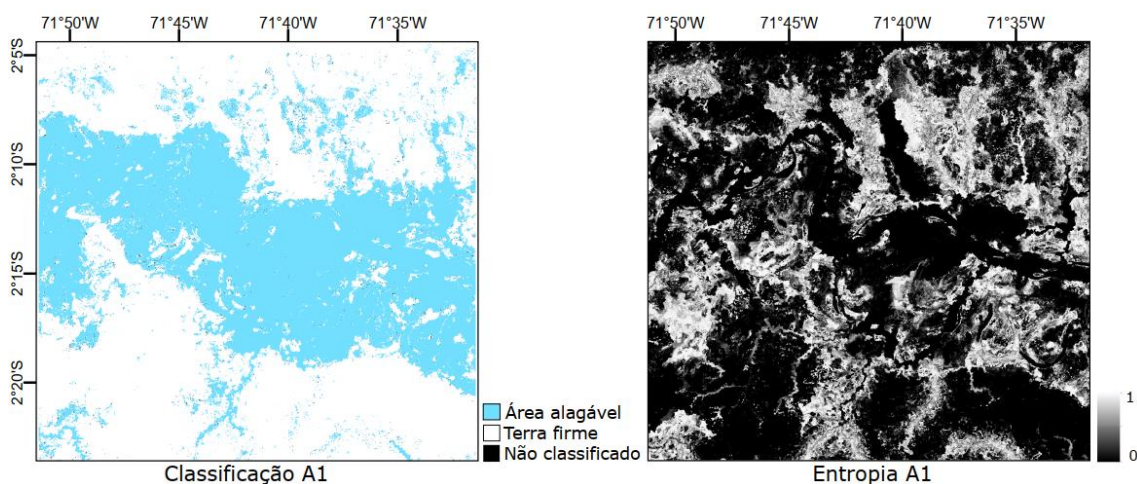 71°50'W 71°45'W 71°40'W 71°35'W
71°50'W 71°45'W 71°40'W 71°35'W
2°5'S
2°10'S
2°15'S
2°20'S
Área alagável
Terra firme
Não classificado
1
0
Classificação A1
Entropia A1